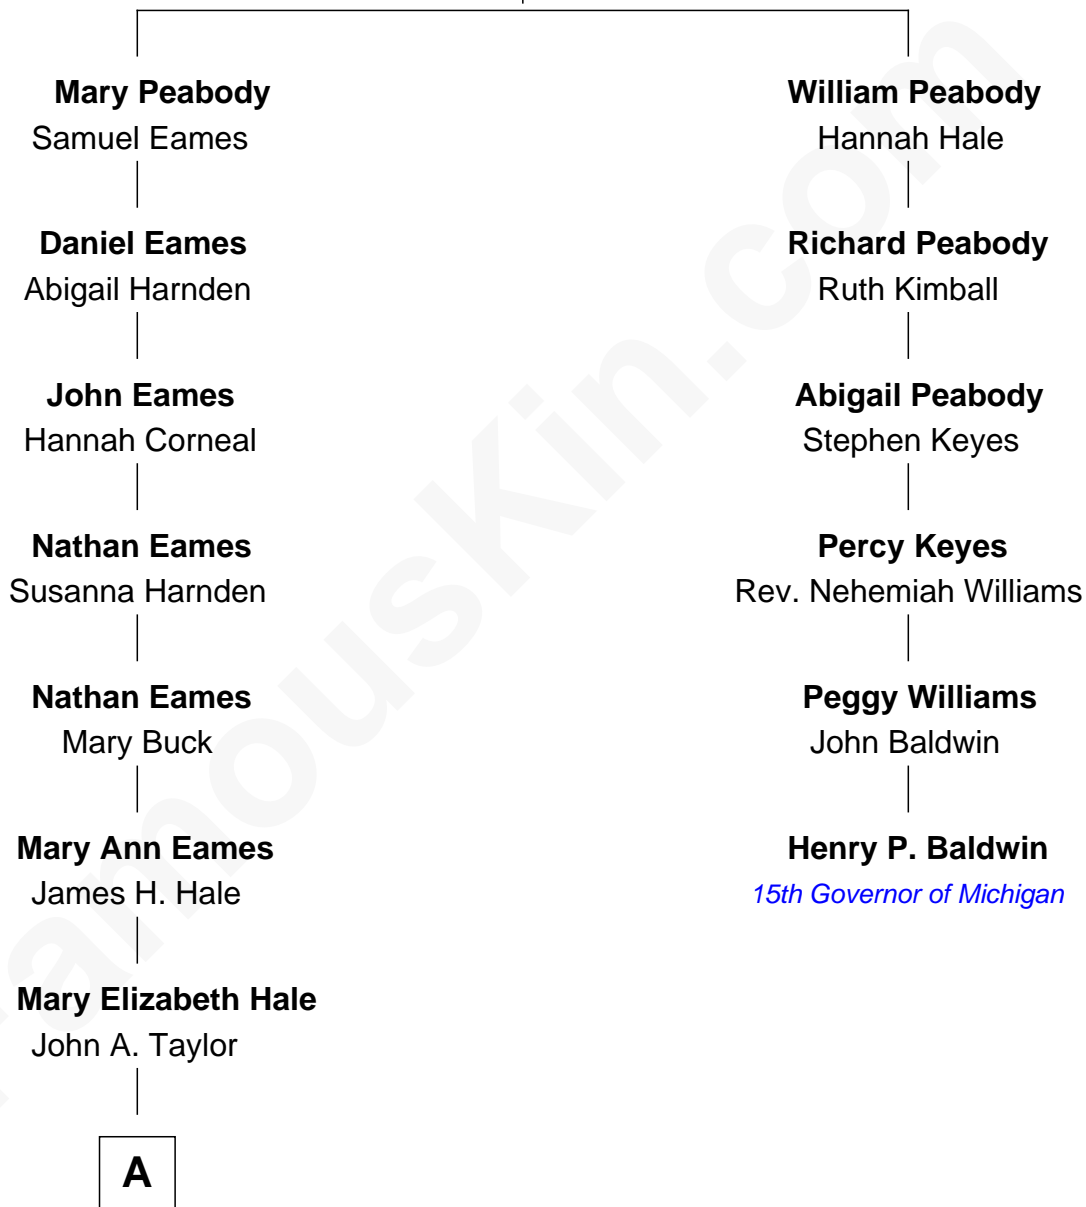 Mary Peabody
Samuel Eames
Daniel Eames
Abigail Harnden
John Eames
Hannah Corneal
Nathan Eames
Susanna Harnden
Nathan Eames
Mary Buck
Mary Ann Eames
James H. Hale
Mary Elizabeth Hale
John A. Taylor
A
William Peabody
Hannah Hale
Richard Peabody
Ruth Kimball
Abigail Peabody
Stephen Keyes
Percy Keyes
Rev. Nehemiah Williams
Peggy Williams
John Baldwin
Henry P. Baldwin
15th Governor of Michigan
FamousKin.com